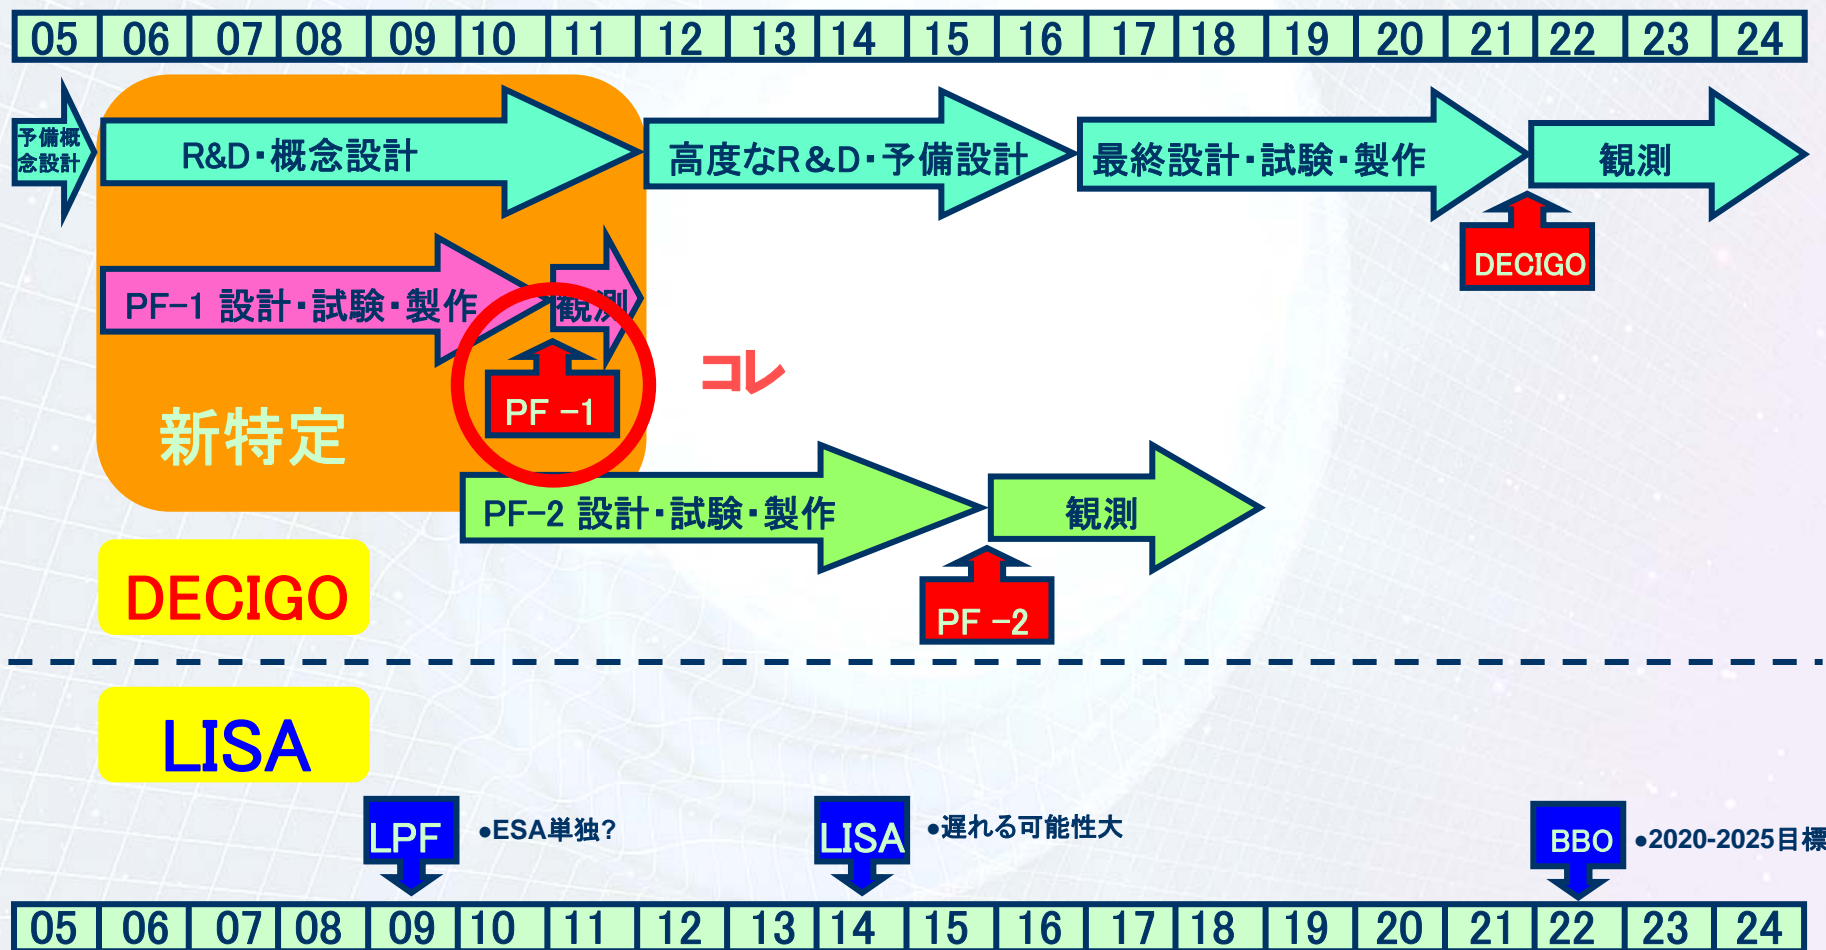 05 06 07 08 09 10 11 12 13 14 15 16 17 18 19 20 21 22 23 24
予備概
念設計
R&D・概念設計
高度なR&D・予備設計
最終設計・試験・製作
観測
DECIGO
PF-1 設計・試験・製作
観測
コレ
PF -1
新特定
PF-2 設計・試験・製作
観測
PF -2
DECIGO
LISA
LPF
•ESA単独?
LISA
•遅れる可能性大
BBO
•2020-2025目標
05 06 07 08 09 10 11 12 13 14 15 16 17 18 19 20 21 22 23 24